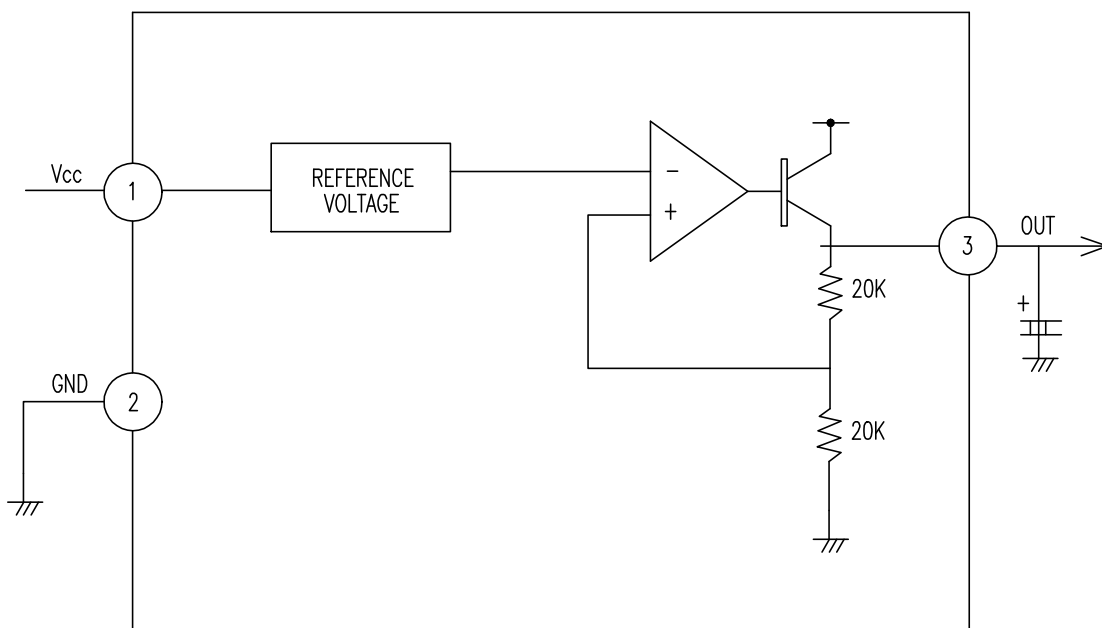 Vcc
1
REFERENCE
VOLTAGE
-
+
OUT
3
20K
+
GND
2
20K